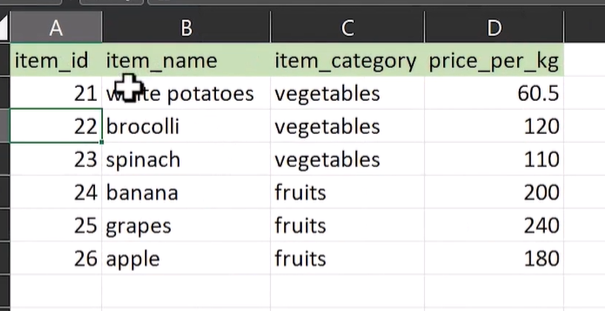 A B C D
item_id item_name item_category price_per_kg
21 potatoes vegetables 60.5
22 brocolli vegetables 120
23 spinach vegetables 110
24 banana fruits 200
25 grapes fruits 240
26 apple fruits 180